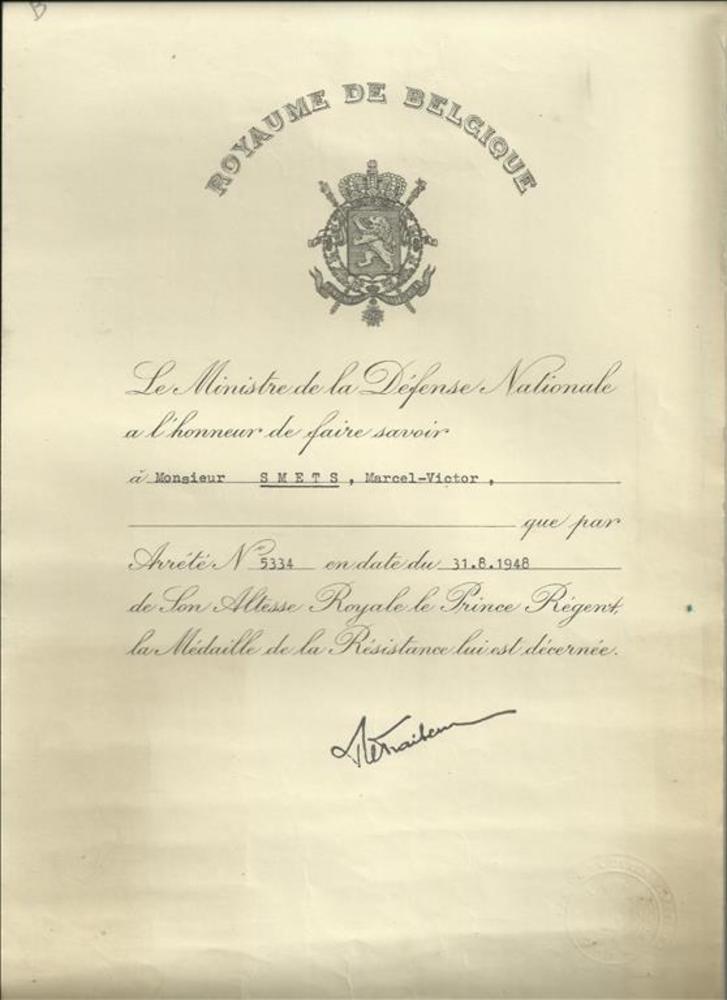 B
ROYAUME DE BELGIQUE
Le Ministre de la Défense Nationale
a l'honneur de faire savoir
à Monsieur SMETS, Marcel-Victor,
que par
Arrêté N° 5334 en date du 31.8.1948
de Son Altesse Royale le Prince Régent,
la Médaille de la Résistance lui est décernée.